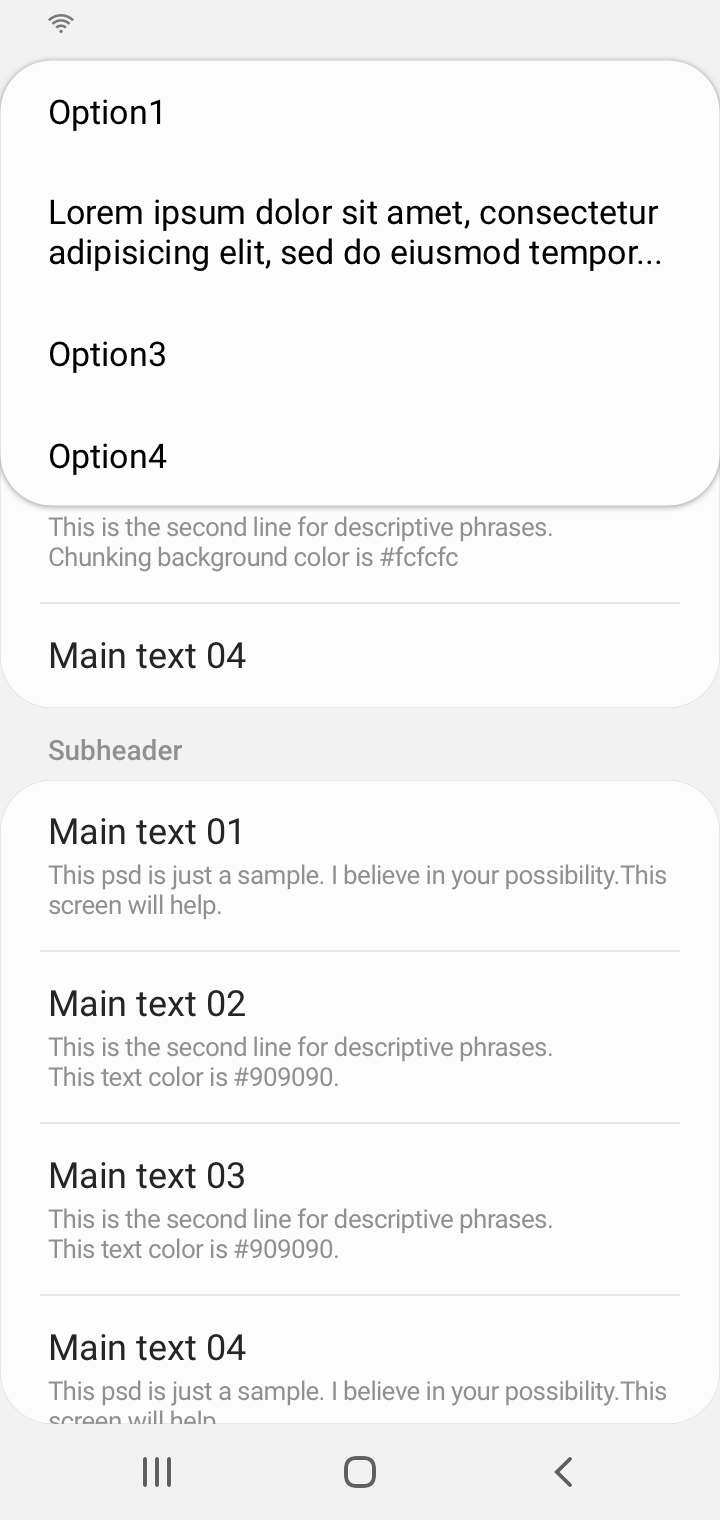 Option1
Lorem ipsum dolor sit amet, consectetur
adipisicing elit, sed do eiusmod tempor...
Option3
Option4
This is the second line for descriptive phrases.
Chunking background color is #fcfcfc
Main text 04
Subheader
Main text 01
This psd is just a sample. I believe in your possibility.This
screen will help.
Main text 02
This is the second line for descriptive phrases.
This text color is #909090.
Main text 03
This is the second line for descriptive phrases.
This text color is #909090.
Main text 04
This psd is just a sample. I believe in your possibility.This
screen will help